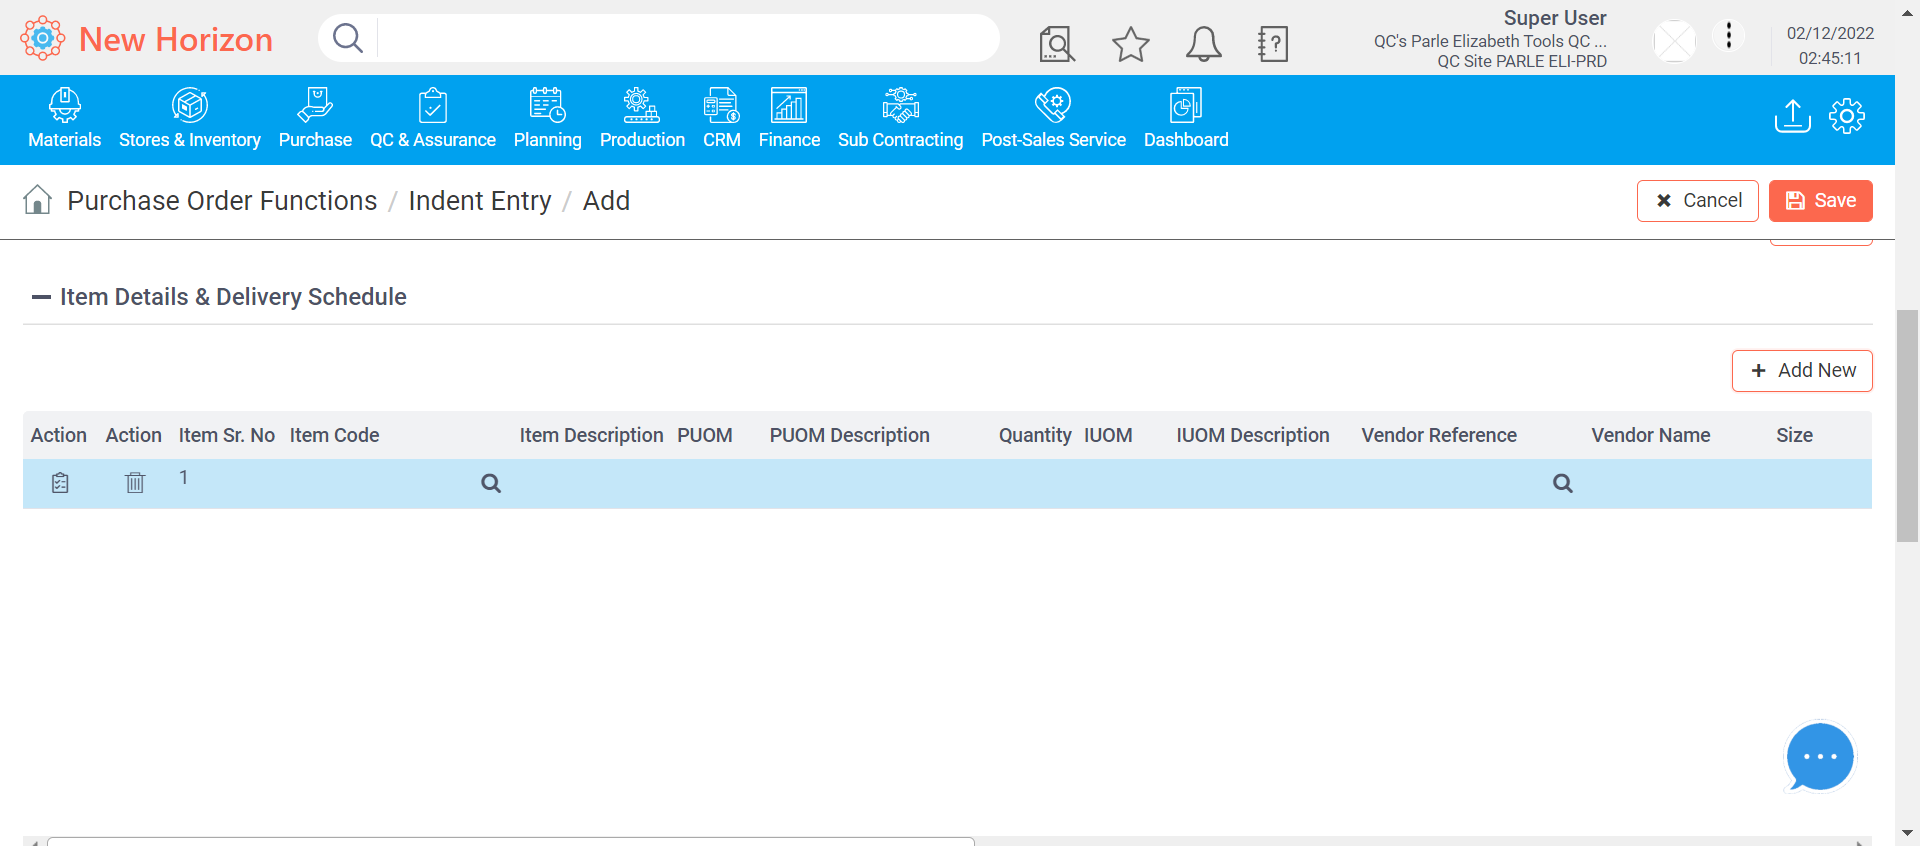 New Horizon
Super User
QC's Parle Elizabeth Tools QC ...
QC Site PARLE ELI-PRD
02/12/2022
02:45:11
Materials
Stores & Inventory
Purchase
QC & Assurance
Planning
Production
CRM
Finance
Sub Contracting
Post-Sales Service
Dashboard
Purchase Order Functions / Indent Entry / Add
Cancel
Save
Item Details & Delivery Schedule
+ Add New
Action Action Item Sr. No Item Code Item Description PUOM PUOM Description Quantity IUOM IUOM Description Vendor Reference Vendor Name Size
1